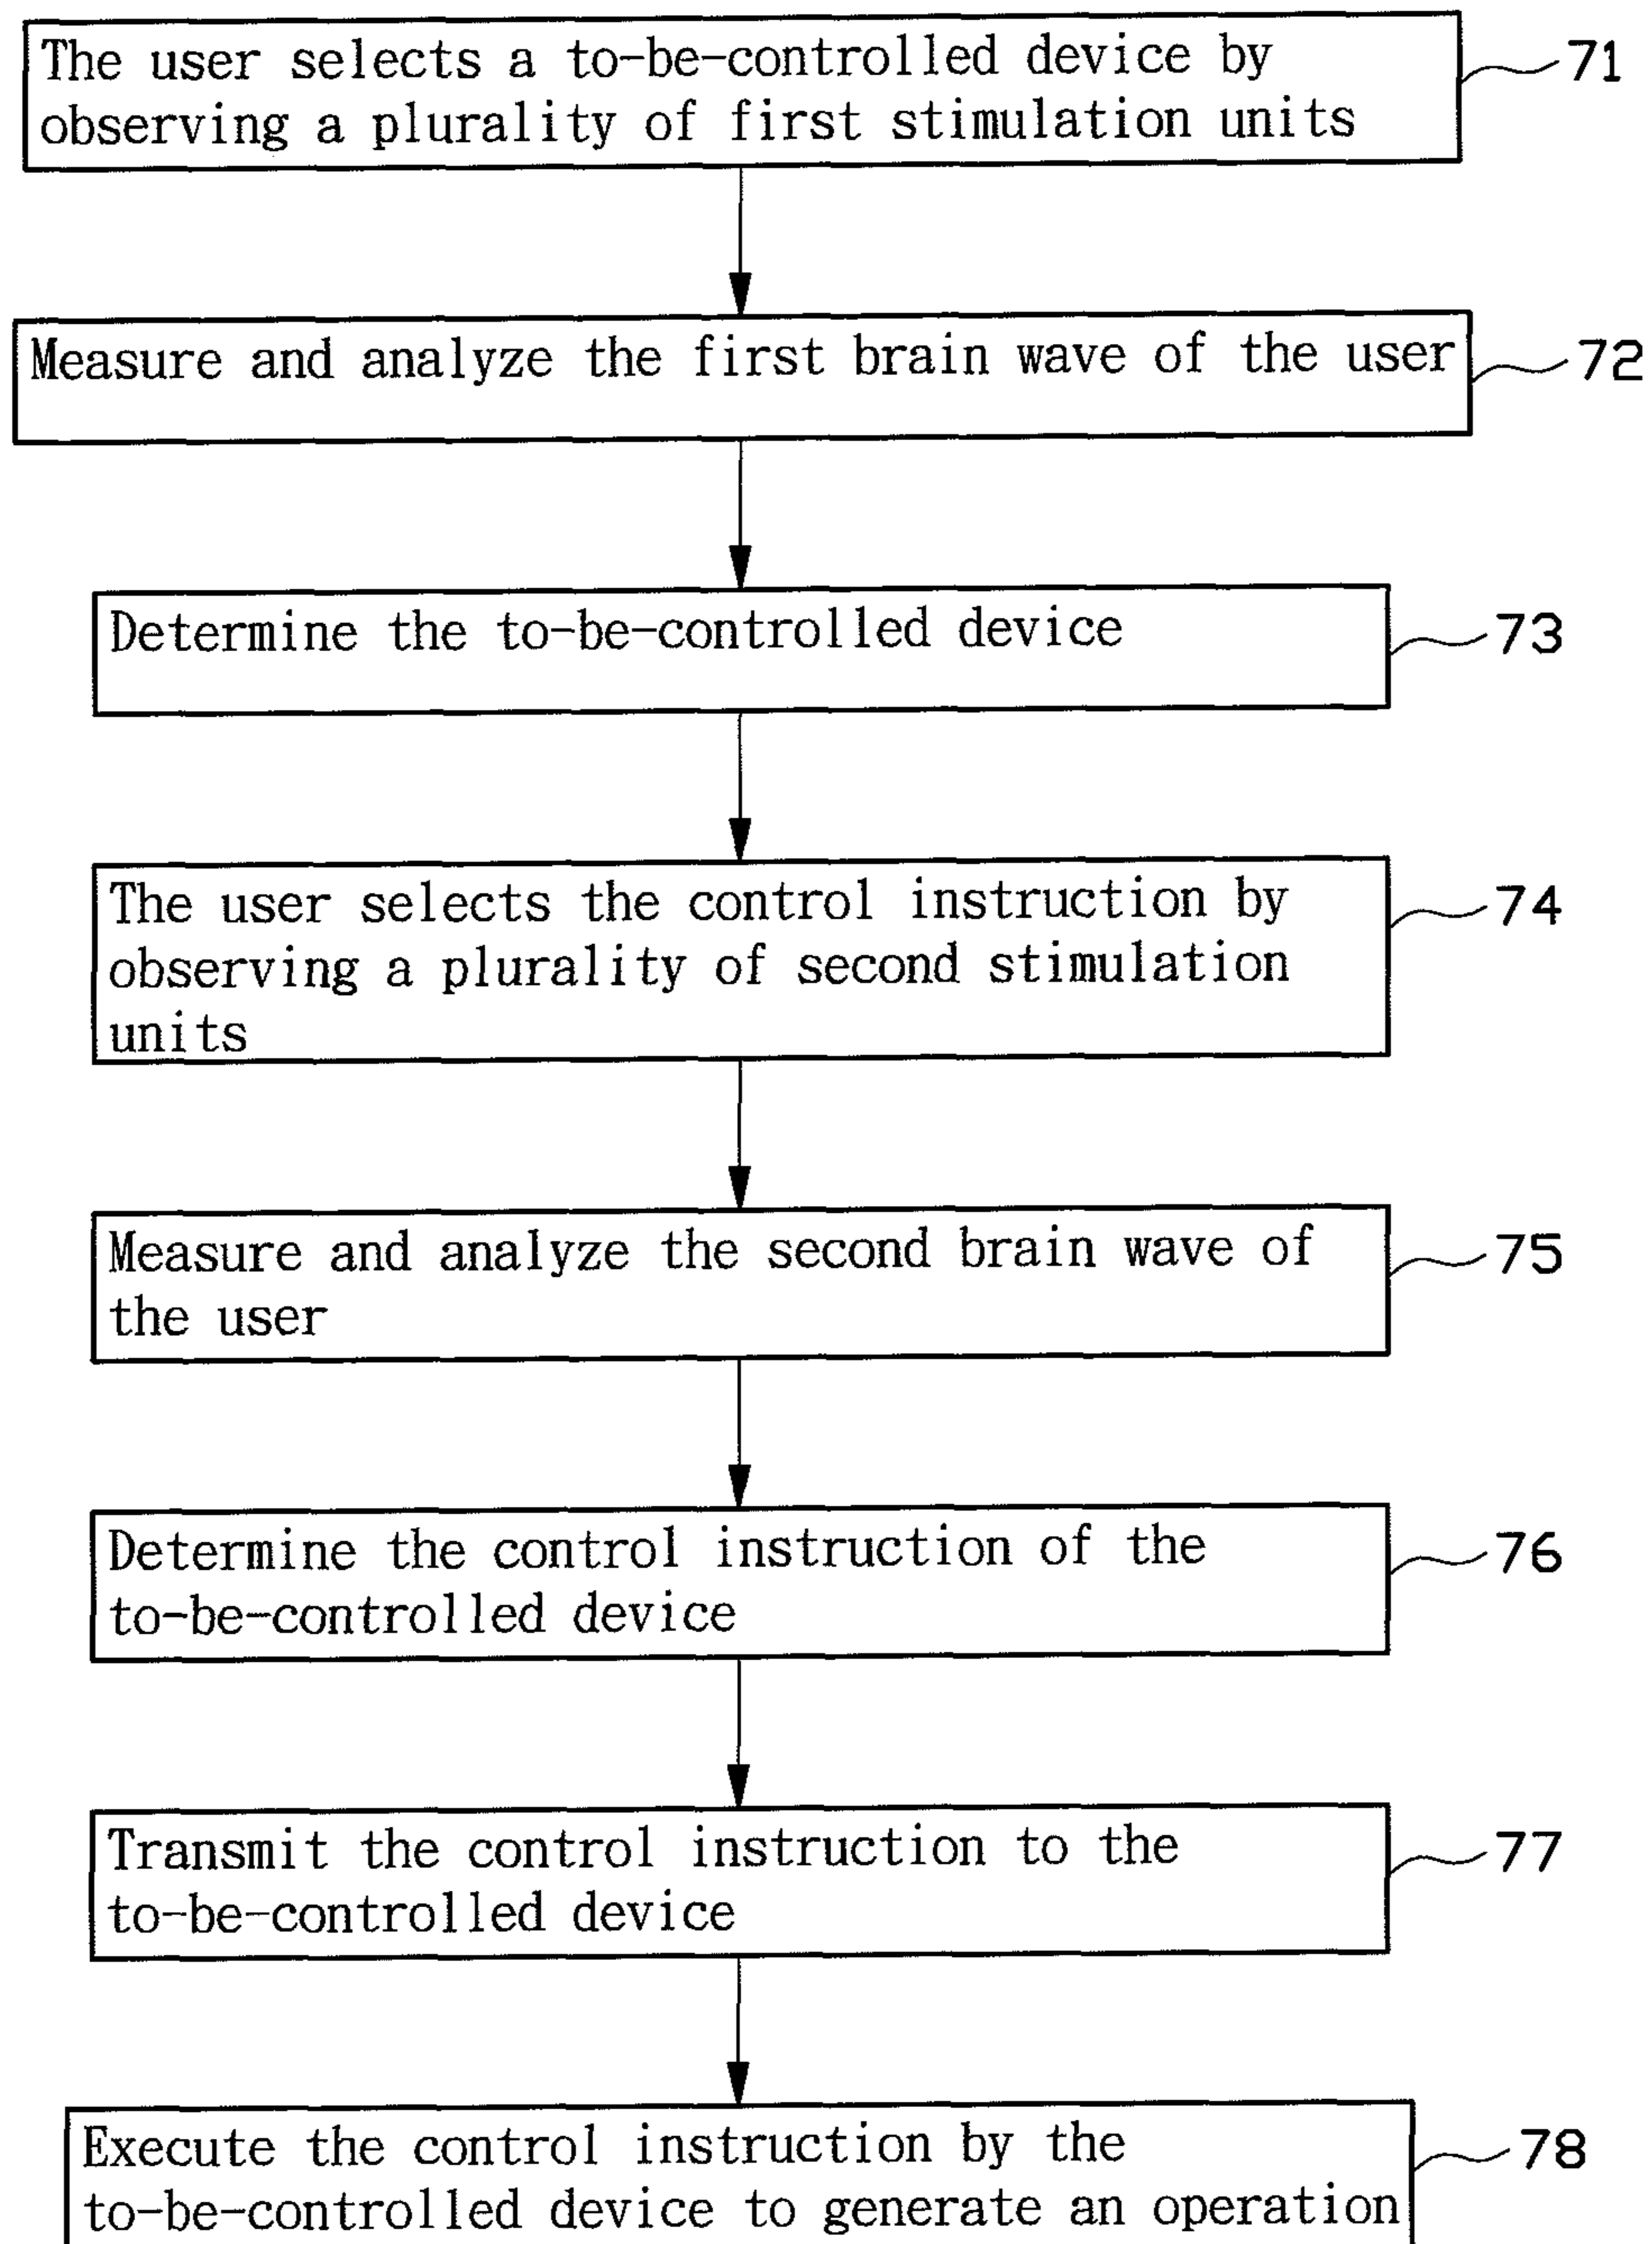 The user selects a to-be-controlled device by
observing a plurality of first stimulation units
71
Measure and analyze the first brain wave of the user
72
Determine the to-be-controlled device
73
The user selects the control instruction by
observing a plurality of second stimulation
units
74
Measure and analyze the second brain wave of
the user
75
Determine the control instruction of the
to-be-controlled device
76
Transmit the control instruction to the
to-be-controlled device
77
Execute the control instruction by the
to-be-controlled device to generate an operation
78